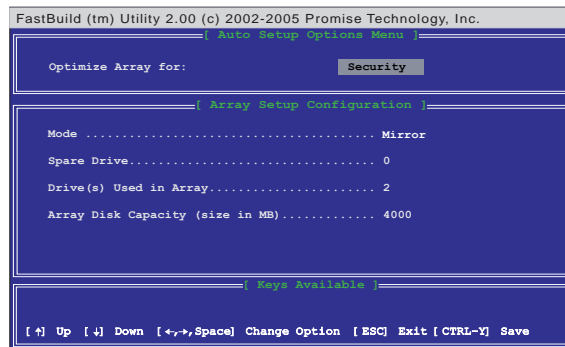 FastBuild (tm) Utility 2.00 (c) 2002-2005 Promise Technology, Inc.
[ Auto Setup Options Menu ]
Optimize Array for: Security
[ Array Setup Configuration ]
Mode ........................................ Mirror
Spare Drive.................................. 0
Drive(s) Used in Array....................... 2
Array Disk Capacity (size in MB)............. 4000
[ Keys Available ]
[↑] Up [↓] Down [←,→,Space] Change Option [ESC] Exit [CTRL-Y] Save